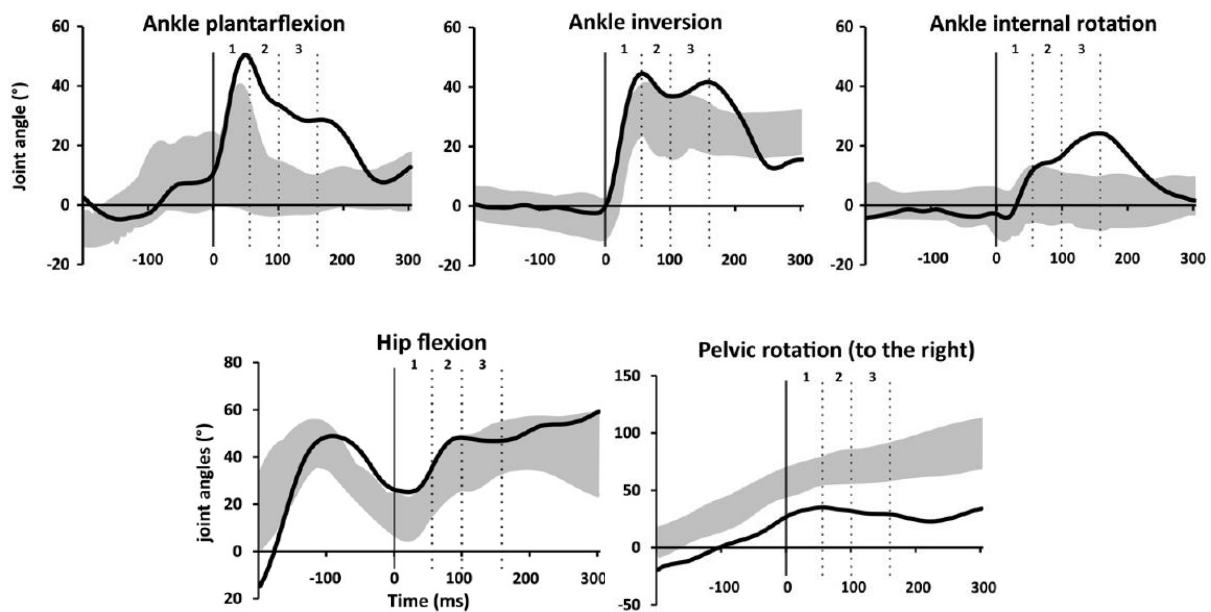 Ankle plantarflexion
Joint angle (°)
60
40
20
0
-20
1 2 3
-100 0 100 200 300
Ankle inversion
60
40
20
0
-20
1 2 3
-100 0 100 200 300
Ankle internal rotation
60
40
20
0
-20
1 2 3
-100 0 100 200 300
Hip flexion
joint angles (°)
80
60
40
20
0
20
1 2 3
-100 0 100 200 300
Time (ms)
Pelvic rotation (to the right)
150
100
50
0
-50
1 2 3
-100 0 100 200 300